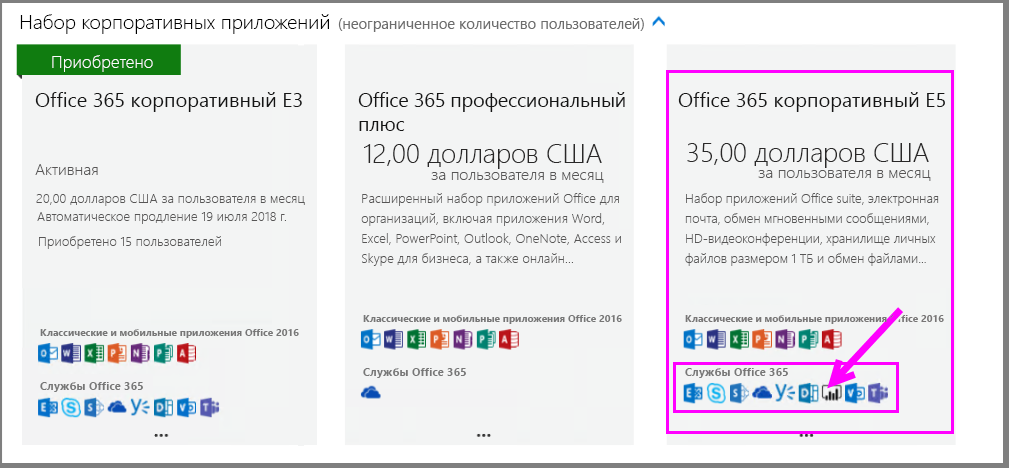 Набор корпоративных приложений (неограниченное количество пользователей)
Приобретено
Office 365 корпоративный E3
Активная
20,00 долларов США за пользователя в месяц
Автоматическое продление 19 июля 2018 г.
Приобретено 15 пользователей
Классические и мобильные приложения Office 2016
Службы Office 365
...
Office 365 профессиональный
плюс
12,00 долларов США
за пользователя в месяц
Расширенный набор приложений Office для
организаций, включая приложения Word,
Excel, PowerPoint, Outlook, OneNote, Access и
Skype для бизнеса, а также онлайн...
Классические и мобильные приложения Office 2016
Службы Office 365
...
Office 365 корпоративный E5
35,00 долларов США
за пользователя в месяц
Набор приложений Office suite, электронная
почта, обмен мгновенными сообщениями,
HD-видеоконференции, хранилище личных
файлов размером 1 ТБ и обмен файлами...
Классические и мобильные приложения Office 2016
Службы Office 365
...